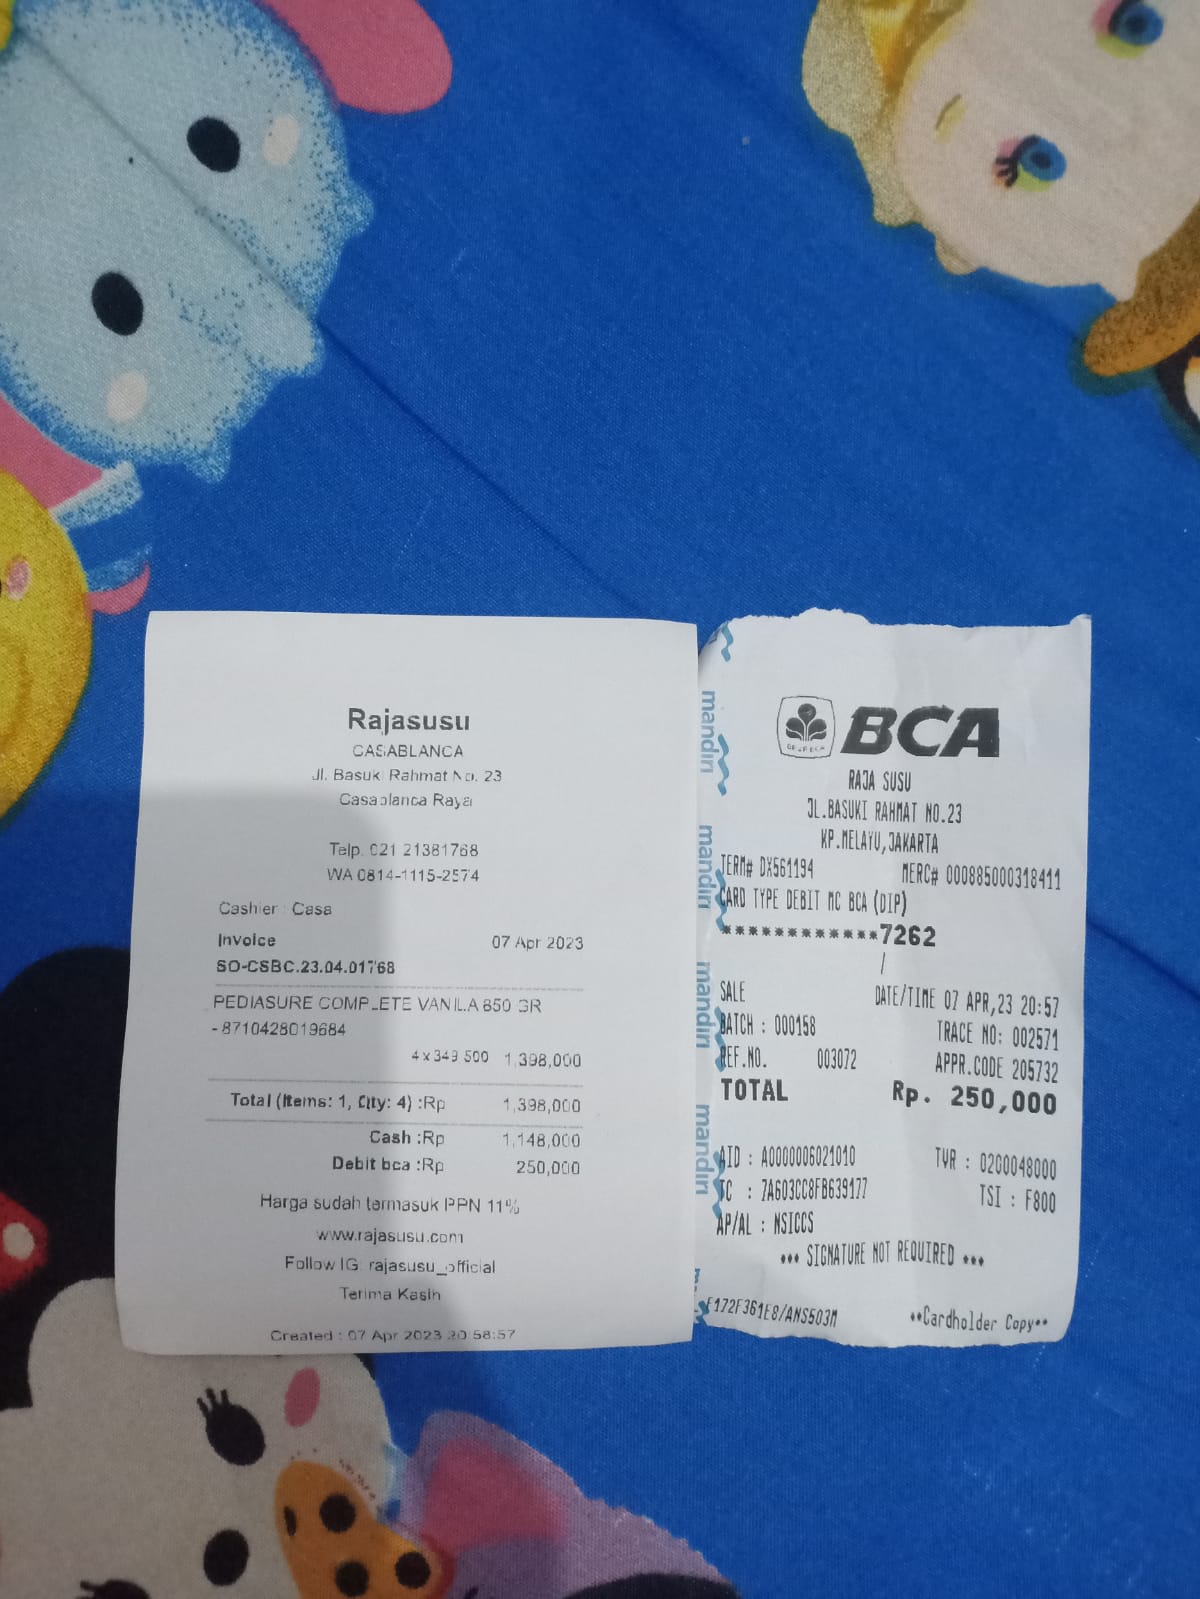 Rajasusu
CASABLANCA
Jl. Basuki Rahmat No. 23
Casablanca Raya
Telp. 021 21381768
WA 0814-1115-2574
Cashier : Casa
Invoice 07 Apr 2023
SO-CSBC.23.04.01768
PEDIASURE COMPLETE VANILA 850 GR
- 8710428019684
4 x 349 500 1,398,000
Total (Items: 1, Qty: 4) :Rp 1,398,000
Cash :Rp 1,148,000
Debit bca :Rp 250,000
Harga sudah termasuk PPN 11%
www.rajasusu.com
Follow IG: rajasusu_official
Terima Kasih
Created : 07 Apr 2023 20:58:57
mandiri
mandiri
mandiri
mandiri
BCA
RAJA SUSU
JL.BASUKI RAHMAT NO.23
KP.MELAYU,JAKARTA
TERM# DX561194 MERC# 000885000318411
CARD TYPE DEBIT MC BCA (DIP)
************7262
/
SALE DATE/TIME 07 APR,23 20:57
BATCH : 000158 TRACE NO: 002571
REF.NO. 003072 APPR.CODE 205732
TOTAL Rp. 250,000
AID : A0000006021010 TVR : 0200048000
TC : 7A603CC8FB639177 TSI : F800
AP/AL : NSICCS
*** SIGNATURE NOT REQUIRED ***
E172F361E8/ANS503M **Cardholder Copy**